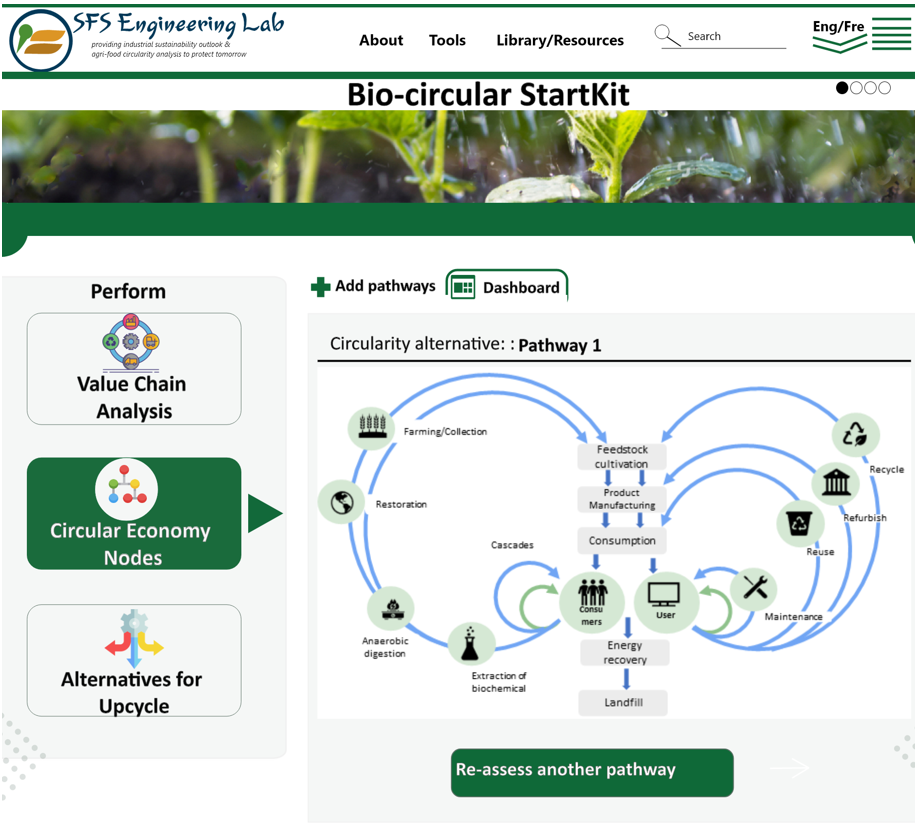 SFS Engineering Lab
providing industrial sustainability outlook &
agri-food circularity analysis to protect tomorrow
About
Tools
Library/Resources
Search
Eng/Fre
Bio-circular StartKit
Perform
Value Chain
Analysis
Circular Economy
Nodes
Alternatives for
Upcycle
Add pathways
Dashboard
Circularity alternative: : Pathway 1
Farming/Collection
Restoration
Anaerobic
digestion
Extraction of
biochemical
Cascades
Feedstock
cultivation
Product
Manufacturing
Consumption
Consu
mers
User
Energy
recovery
Landfill
Recycle
Refurbish
Reuse
Maintenance
Re-assess another pathway